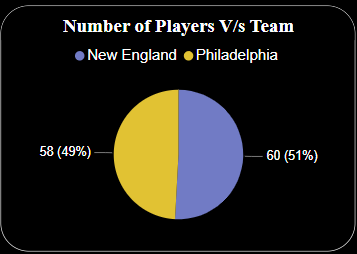 Number of Players V/s Team
New England Philadelphia
58 (49%)
60 (51%)